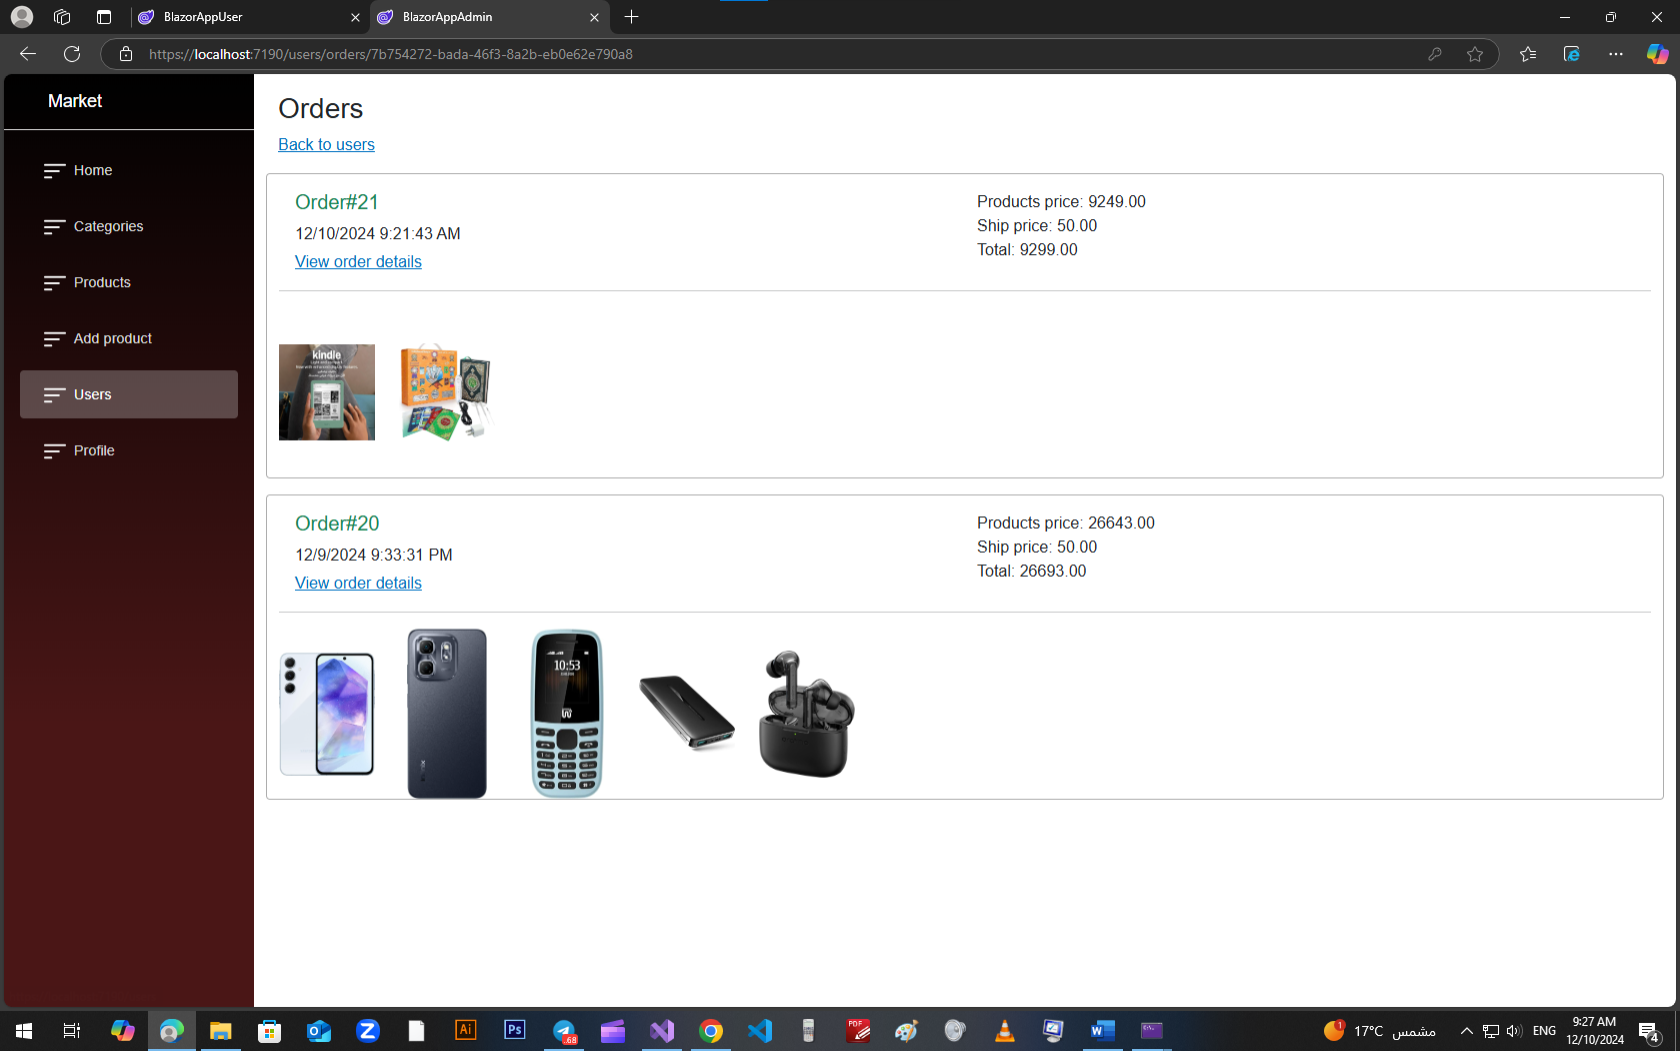 BlazorAppUser
BlazorAppAdmin
https://localhost:7190/users/orders/7b754272-bada-46f3-8a2b-eb0e62e790a8
Market
Home
Categories
Products
Add product
Users
Profile
Orders
Back to users
Order#21
12/10/2024 9:21:43 AM
View order details
Products price: 9249.00
Ship price: 50.00
Total: 9299.00
kindle
Order#20
12/9/2024 9:33:31 PM
View order details
Products price: 26643.00
Ship price: 50.00
Total: 26693.00
10:53
Ai
Ps
.68
PDF
1
17°C مشمس
ENG
9:27 AM
12/10/2024
4